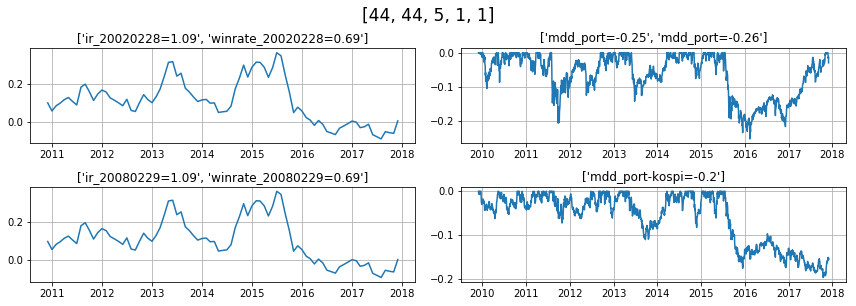 [44, 44, 5, 1, 1]
['ir_20020228=1.09', 'winrate_20020228=0.69']
0.2
0.0
2011 2012 2013 2014 2015 2016 2017 2018
['mdd_port=-0.25', 'mdd_port=-0.26']
0.0
−0.1
−0.2
2010 2011 2012 2013 2014 2015 2016 2017 2018
['ir_20080229=1.09', 'winrate_20080229=0.69']
0.2
0.0
2011 2012 2013 2014 2015 2016 2017 2018
['mdd_port-kospi=-0.2']
0.0
−0.1
−0.2
2010 2011 2012 2013 2014 2015 2016 2017 2018